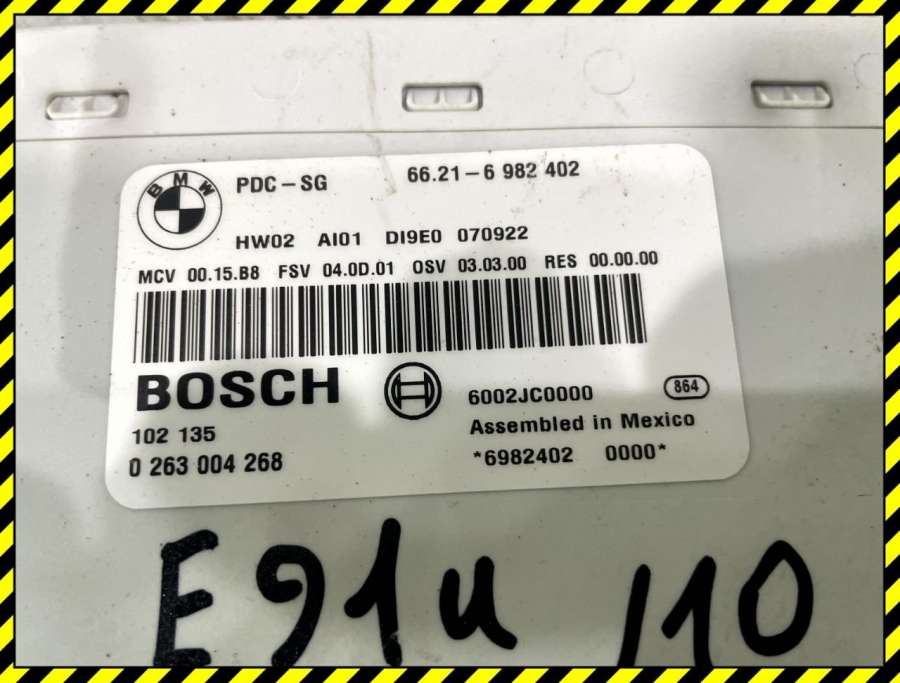 BMW
PDC-SG 66.21-6 982 402
HW02 AI01 DI9E0 070922
MCV 00.15.B8 FSV 04.0D.01 OSV 03.03.00 RES 00.00.00
BOSCH
6002JC0000 864
Assembled in Mexico
102 135
0 263 004 268
*6982402 0000*
E91u 110